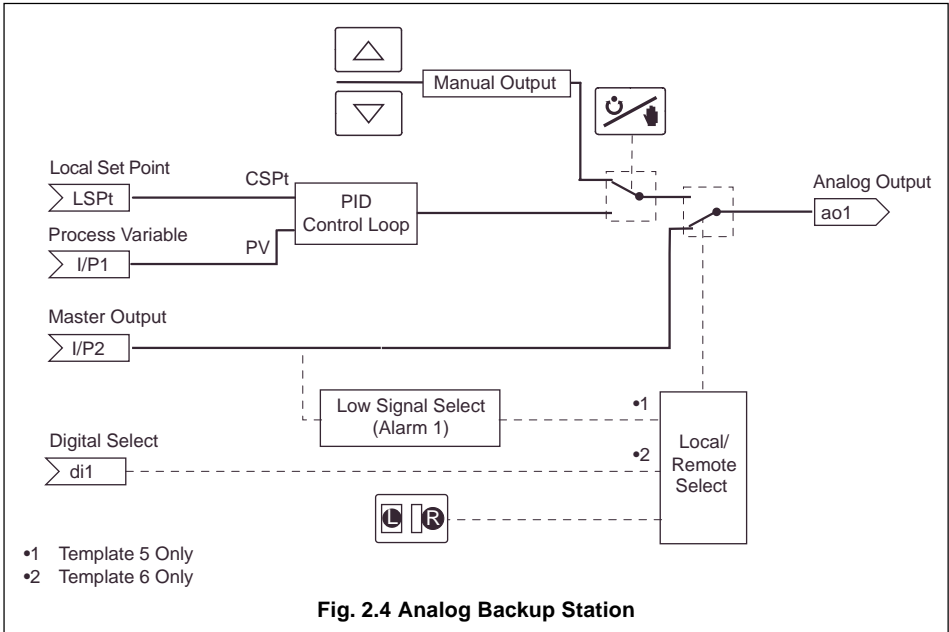 Manual Output
Local Set Point
LSPt
CSPt
PID
Control Loop
Analog Output
ao1
Process Variable
I/P1
PV
Master Output
I/P2
Low Signal Select
(Alarm 1)
•1
Digital Select
di1
•2
Local/
Remote
Select
L R
•1 Template 5 Only
•2 Template 6 Only
Fig. 2.4 Analog Backup Station